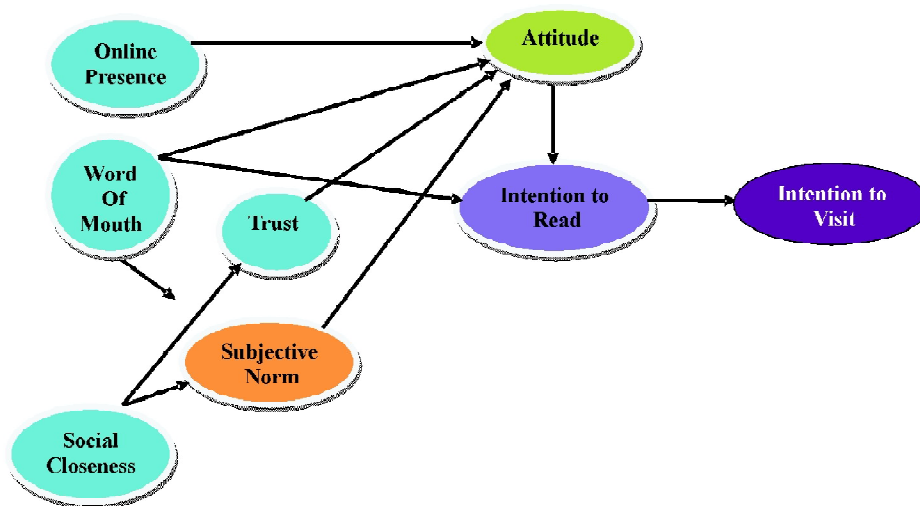 Online
Presence
Attitude
Word
Of
Mouth
Trust
Intention to
Read
Intention to
Visit
Subjective
Norm
Social
Closeness